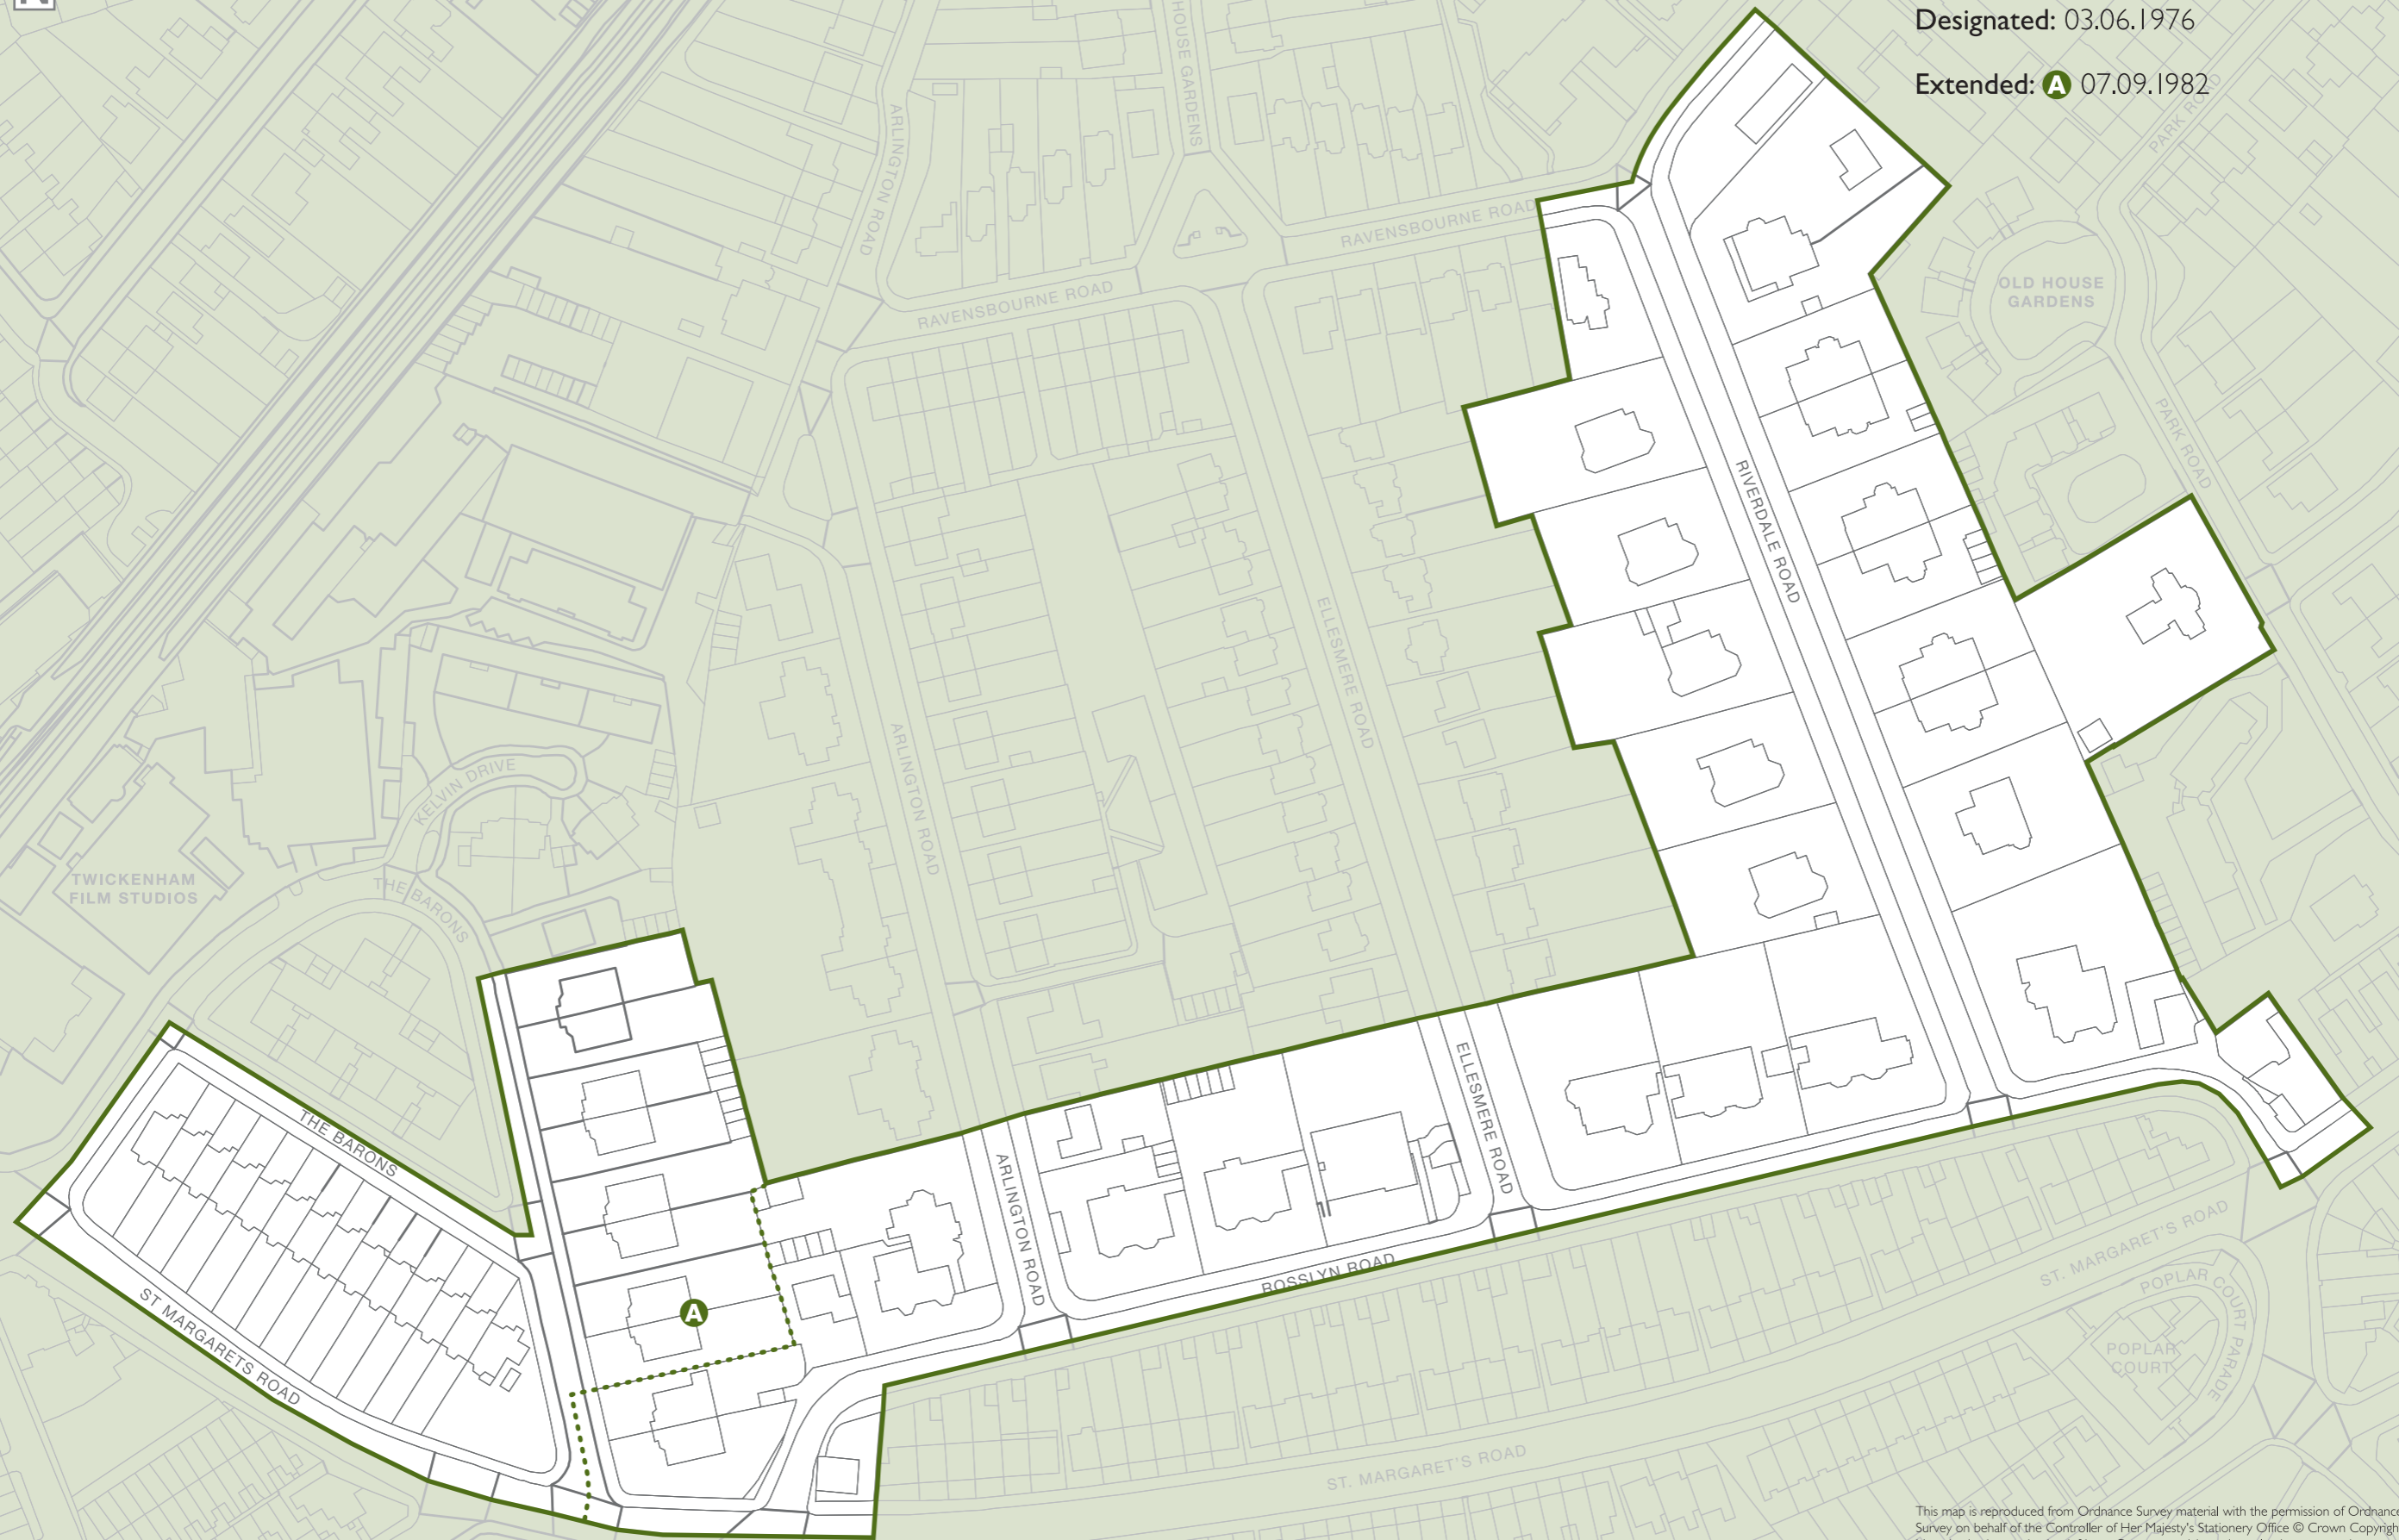 Designated: 03.06.1976
Extended: A 07.09.1982
HOUSE GARDENS
ARLINGTON ROAD
PARK ROAD
RAVENSBOURNE ROAD
RAVENSBOURNE ROAD
OLD HOUSE
GARDENS
PARK ROAD
RIVERDALE ROAD
ELLESMERE ROAD
ARLINGTON ROAD
KELVIN DRIVE
TWICKENHAM
FILM STUDIOS
THE BARONS
THE BARONS
ELLESMERE ROAD
ARLINGTON ROAD
ROSSLYN ROAD
ST. MARGARET'S ROAD
POPLAR COURT PARADE
POPLAR
COURT
A
ST MARGARETS ROAD
ST. MARGARET'S ROAD
This map is reproduced from Ordnance Survey material with the permission of Ordnance
Survey on behalf of the Controller of Her Majesty's Stationery Office © Crown Copyrigh